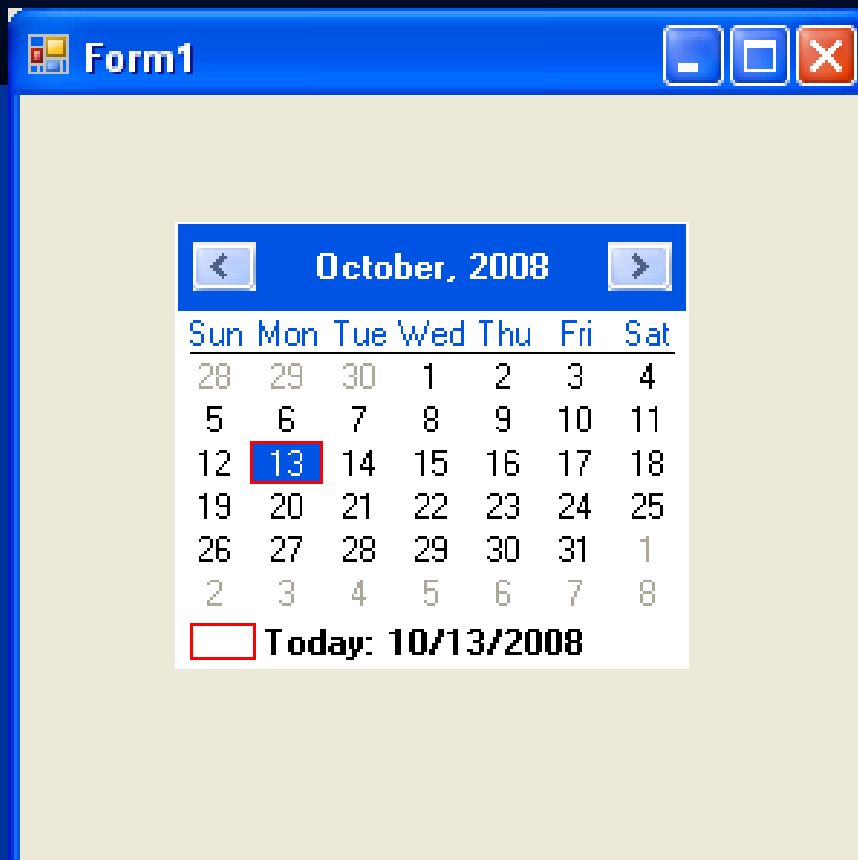 Form1
October, 2008
Sun Mon Tue Wed Thu Fri Sat
28 29 30 1 2 3 4
5 6 7 8 9 10 11
12 13 14 15 16 17 18
19 20 21 22 23 24 25
26 27 28 29 30 31 1
2 3 4 5 6 7 8
Today: 10/13/2008